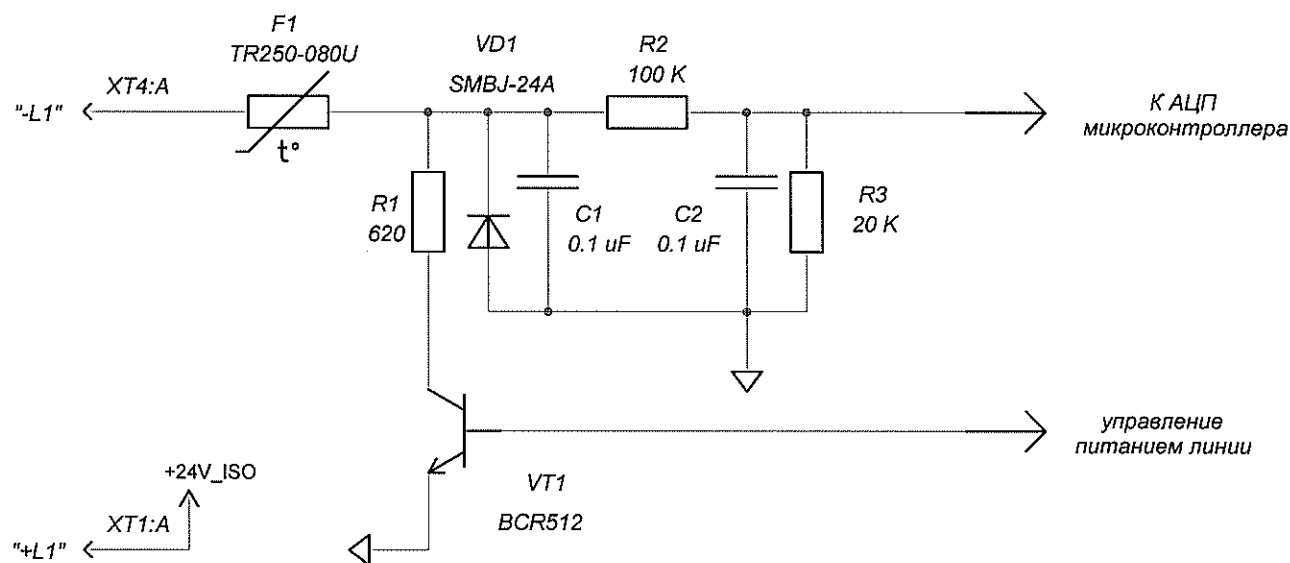 F1
TR250-080U
VD1
SMBJ-24A
R2
100 K
XT4:A
"-L1"
t°
К АЦП
микроконтроллера
R1
620
C1
0.1 uF
C2
0.1 uF
R3
20 K
управление
питанием линии
+24V_ISO
VT1
BCR512
XT1:A
"+L1"